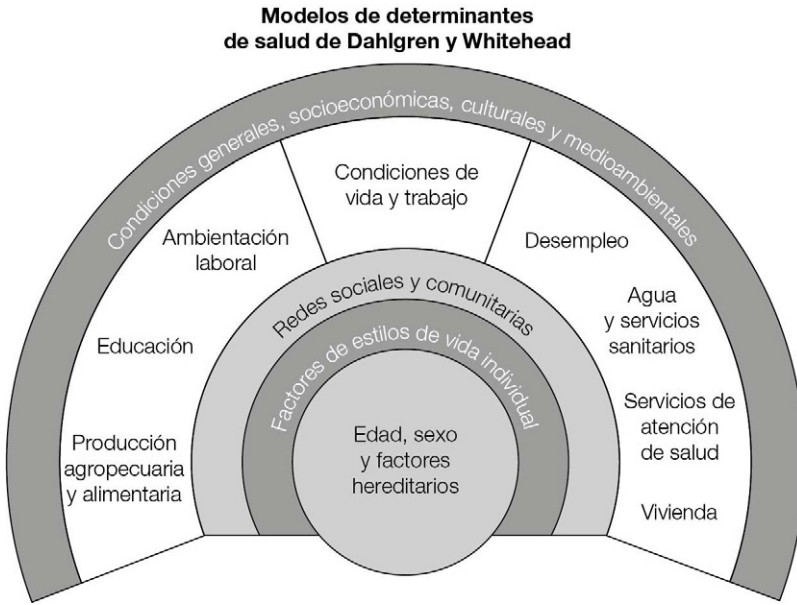 Modelos de determinantes
de salud de Dahlgren y Whitehead
Condiciones generales, socioeconómicas, culturales y medioambientales
Condiciones de
vida y trabajo
Ambientación
laboral
Desempleo
Educación
Agua
y servicios
sanitarios
Producción
agropecuaria
y alimentaria
Servicios de
atención
de salud
Vivienda
Redes sociales y comunitarias
Factores de estilos de vida individual
Edad, sexo
y factores
hereditarios